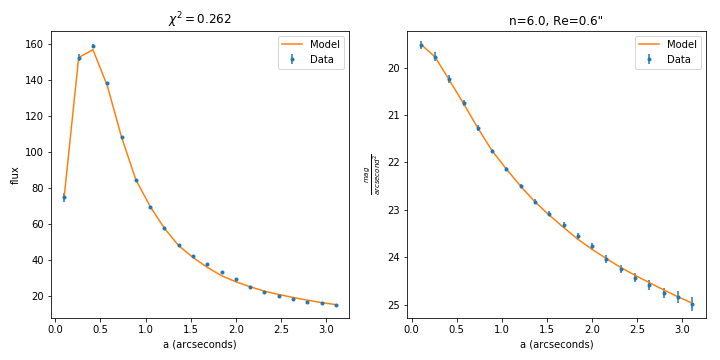 χ² = 0.262
flux
160
140
120
100
80
60
40
20
0.0 0.5 1.0 1.5 2.0 2.5 3.0
a (arcseconds)
Model
Data
n=6.0, Re=0.6"
mag
arcsecond²
20
21
22
23
24
25
0.0 0.5 1.0 1.5 2.0 2.5 3.0
a (arcseconds)
Model
Data